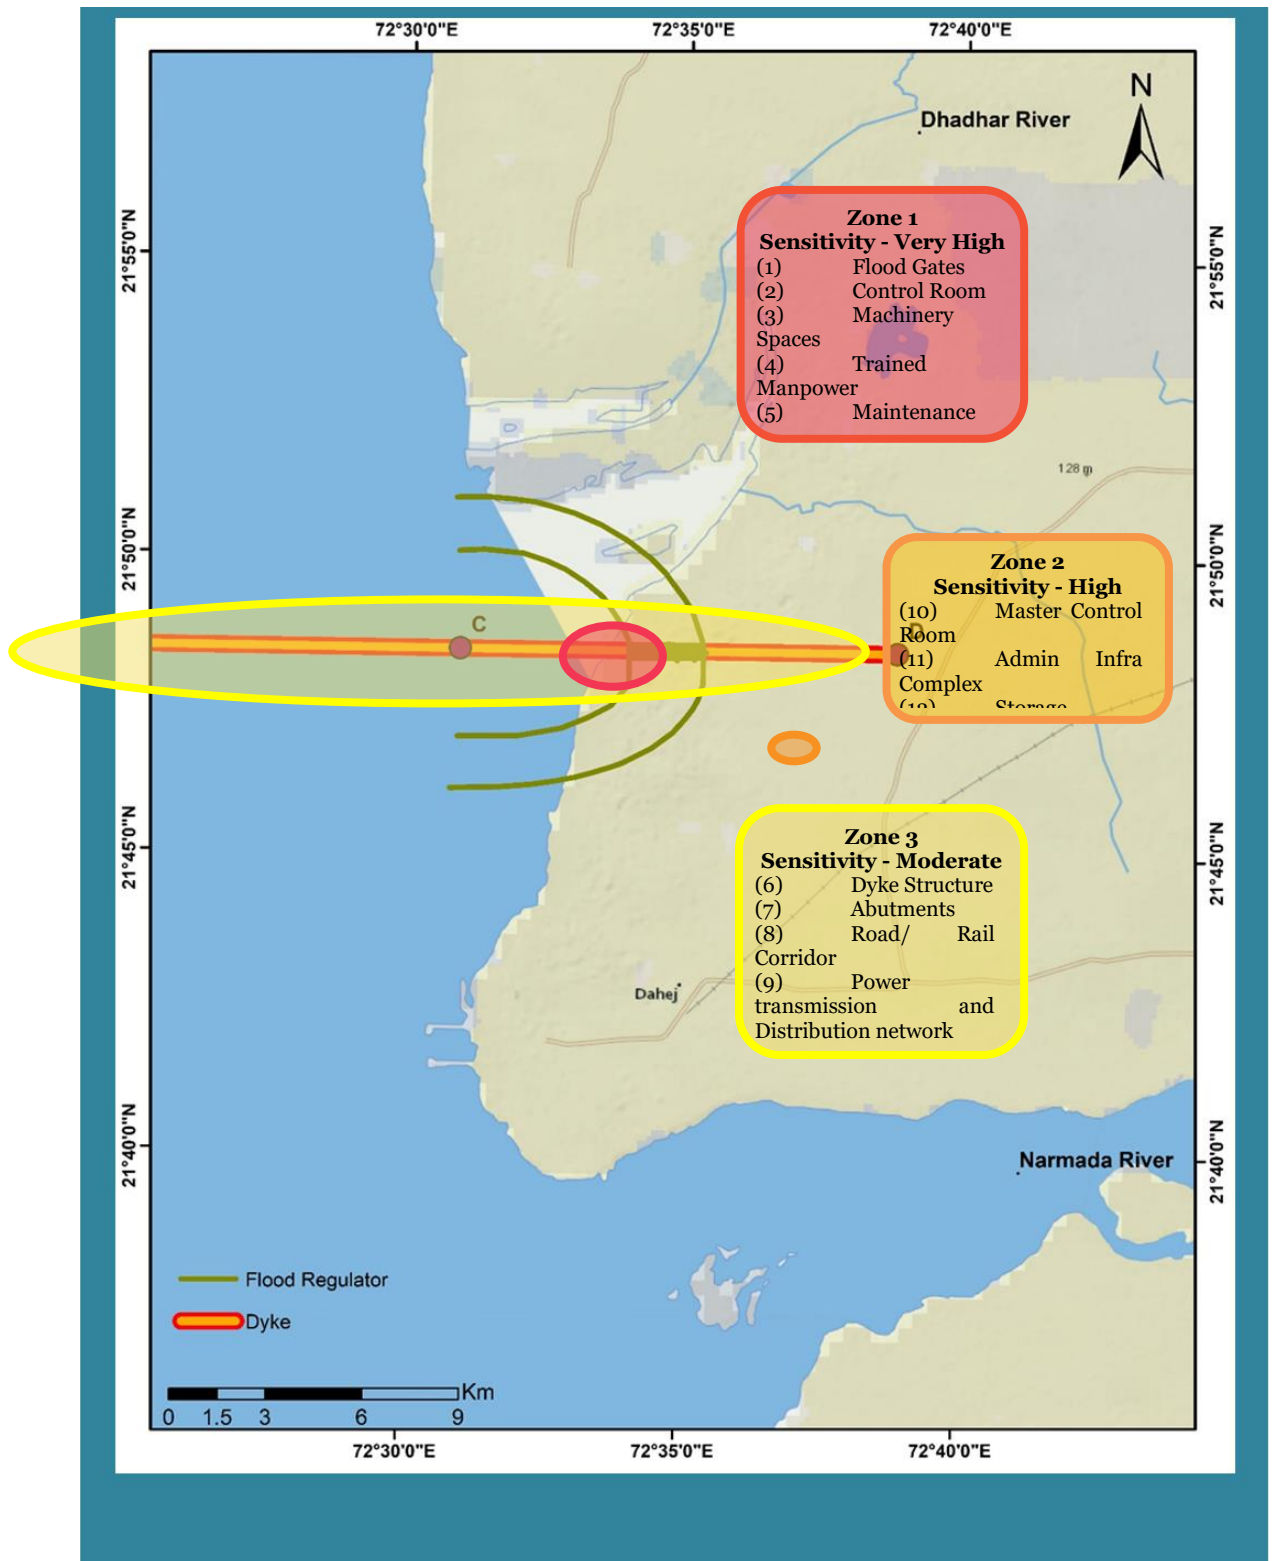 72°30'0"E 72°35'0"E 72°40'0"E
N
Dhadhar River
21°55'0"N
21°55'0"N
Zone 1
Sensitivity - Very High
(1) Flood Gates
(2) Control Room
(3) Machinery
Spaces
(4) Trained
Manpower
(5) Maintenance
128 m
21°50'0"N
21°50'0"N
Zone 2
Sensitivity - High
(10) Master Control
Room
(11) Admin Infra
Complex
(12) Storage
C
D
21°45'0"N
21°45'0"N
Zone 3
Sensitivity - Moderate
(6) Dyke Structure
(7) Abutments
(8) Road/ Rail
Corridor
(9) Power
transmission and
Distribution network
Dahej
21°40'0"N
21°40'0"N
Narmada River
Flood Regulator
Dyke
Km
0 1.5 3 6 9
72°30'0"E 72°35'0"E 72°40'0"E